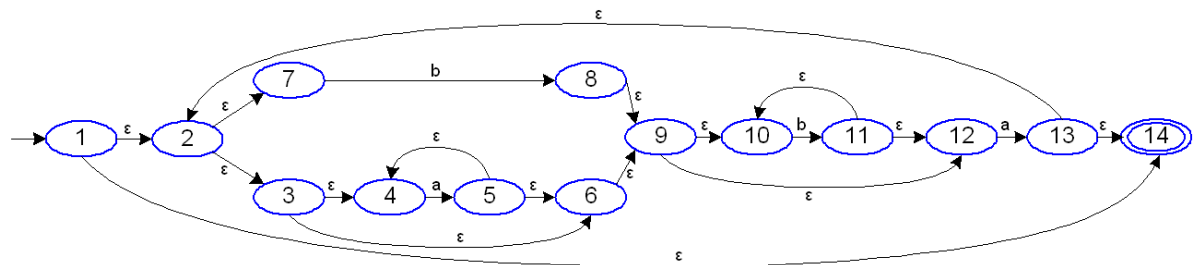 ε
7 b 8
ε ε ε
1 ε 2 9 ε 10 b 11 ε 12 a 13 ε 14
ε ε ε ε
3 ε 4 a 5 ε 6
ε
ε